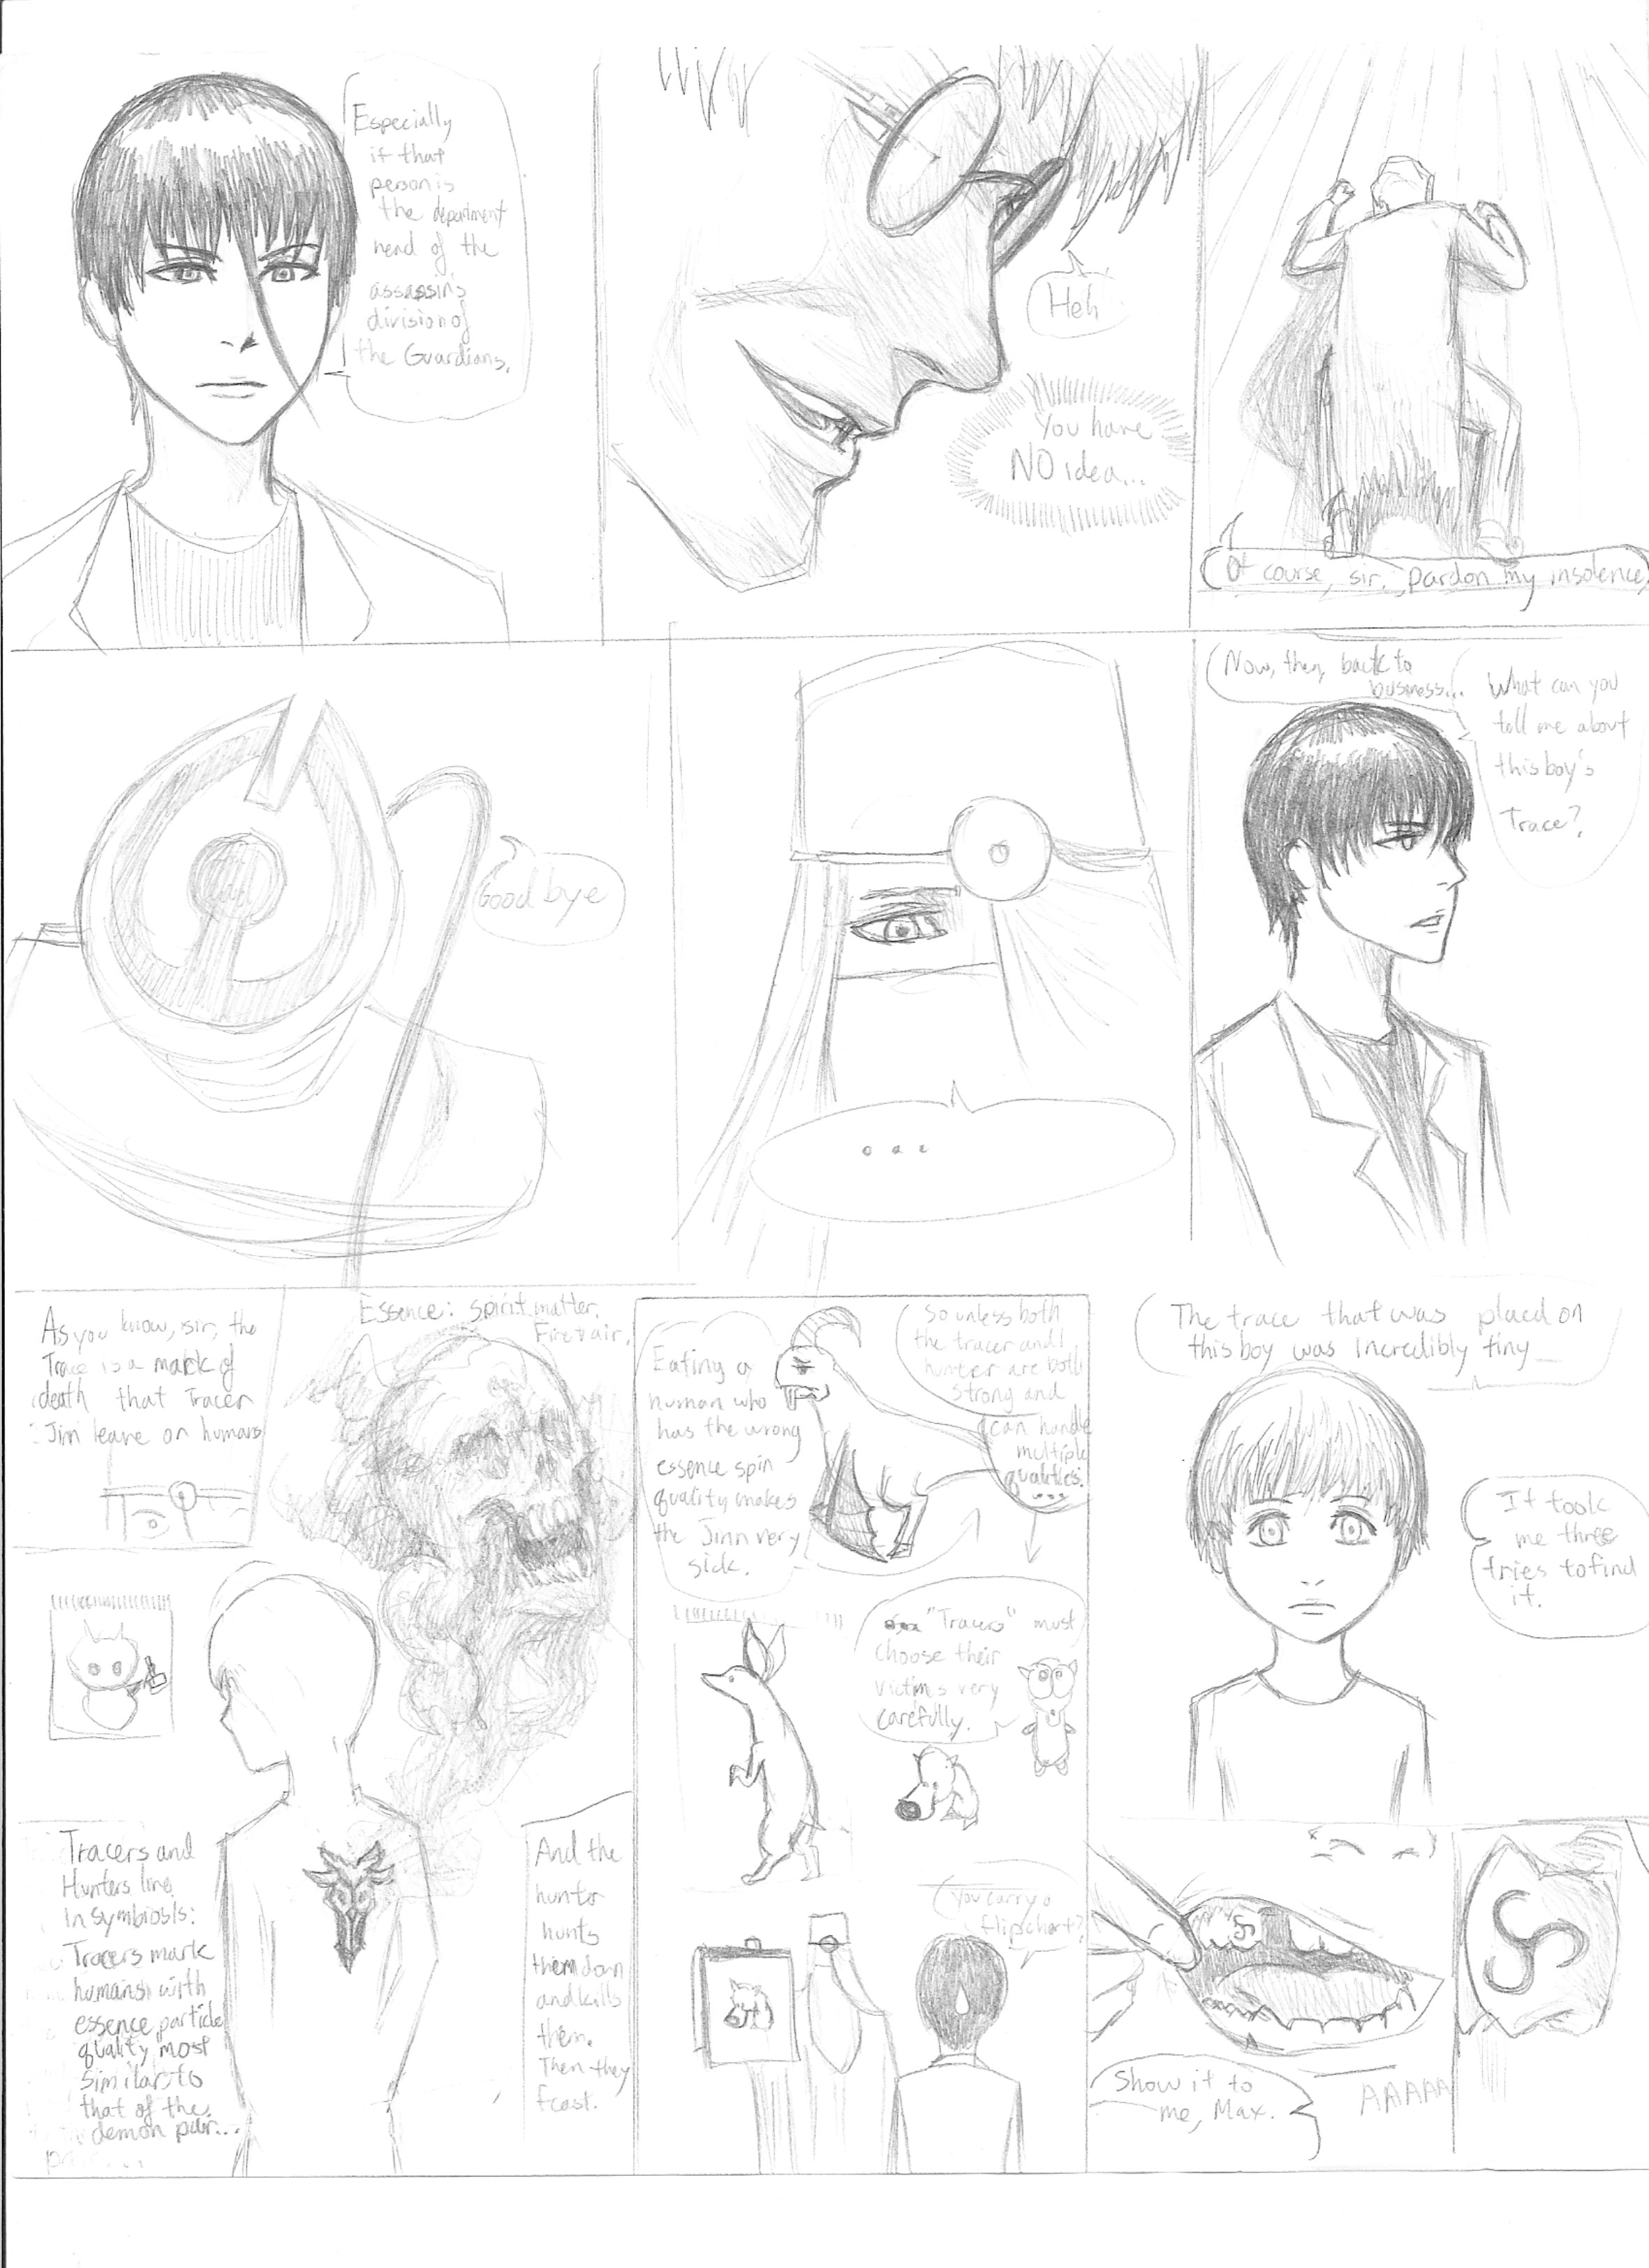 Especially
if that
person is
the department
head of the
assassins
division of
the Guardians.
Heh
You have
NO idea...
Of course, sir, pardon my insolence.
Good bye
...
Now, then, back to
business...
What can you
tell me about
this boy's
Trace?
As you know, sir, the
Trace is a mark of
death that Tracer
Jinn leave on humans
Essence: spirit matter.
Fire & air.
Tracers and
Hunters live
in symbiosis:
Tracers mark
humans with
essence particle
quality most
similar to
that of the
demon pair...
And the
hunter
hunts
them down
and kills
them.
Then they
feast.
Eating a
human who
has the wrong
essence spin
quality makes
the Jinn very
sick.
So unless both
the tracer and
hunter are both
strong and
can handle
multiple
qualities.
...
"Tracers" must
choose their
victims very
carefully.
You carry a
flipchart?
The trace that was placed on
this boy was incredibly tiny
It took
me three
tries to find
it.
Show it to
me, Max.
AAAAA